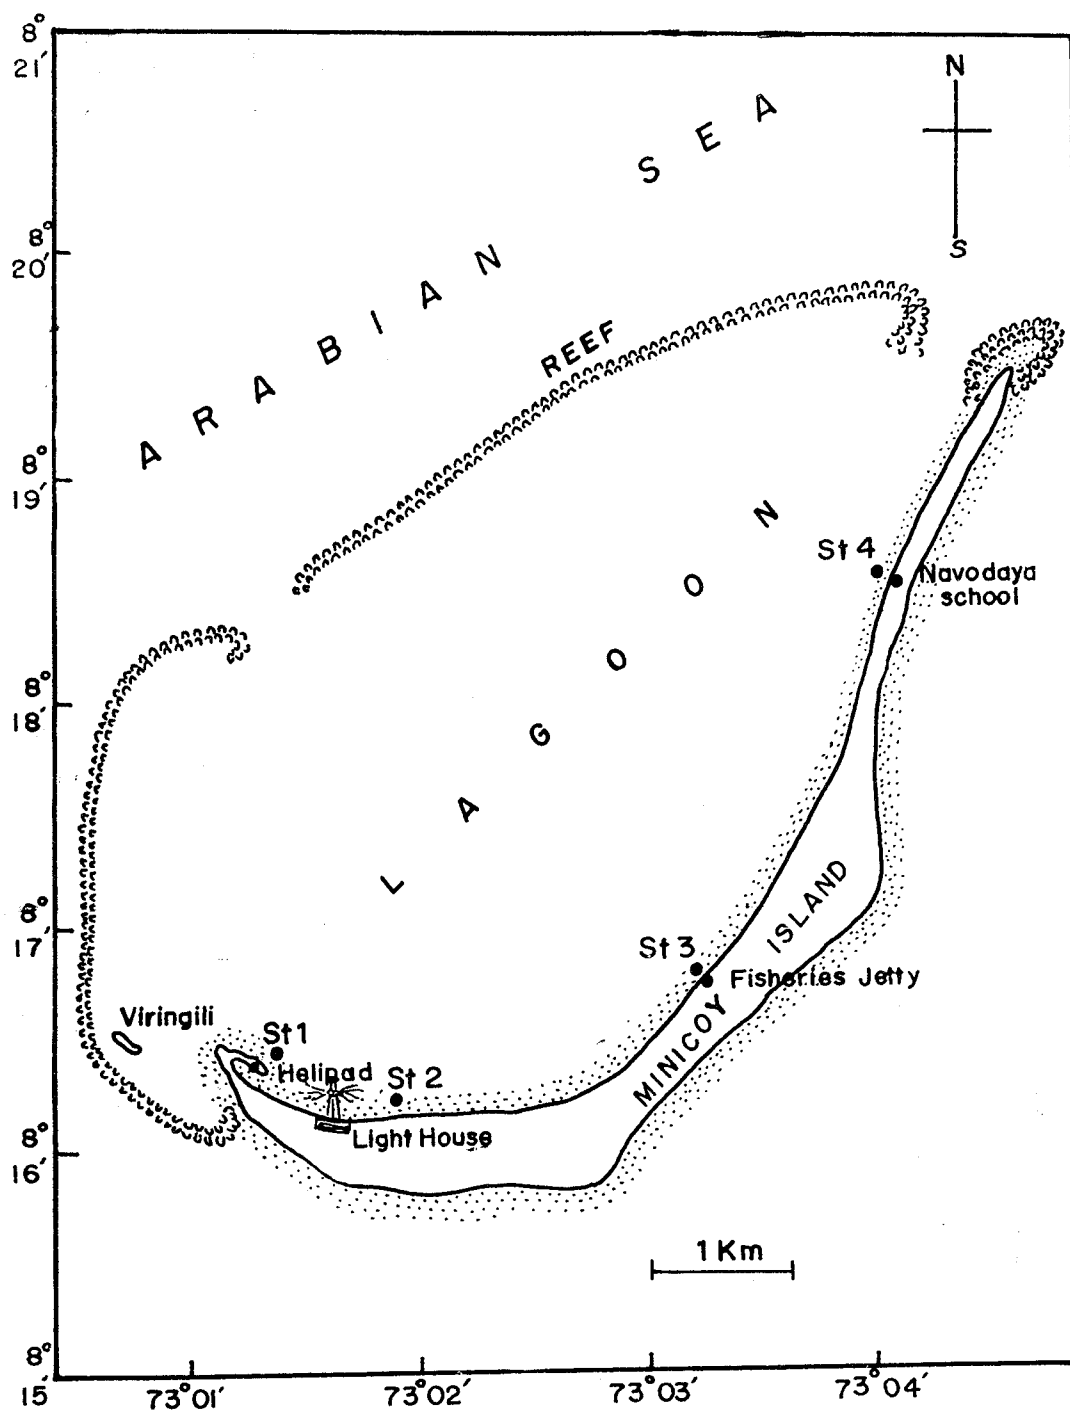 8°
21′
N
S
ARABIAN SEA
8°
20′
REEF
8°
19′
LAGOON
St 4
Navodaya
school
8°
18′
8°
17′
ISLAND
St 3
Fisheries Jetty
MINICOY
Viringili
St 1
Helipad
St 2
Light House
8°
16′
1 Km
8°
15′
73°01′
73°02′
73°03′
73°04′